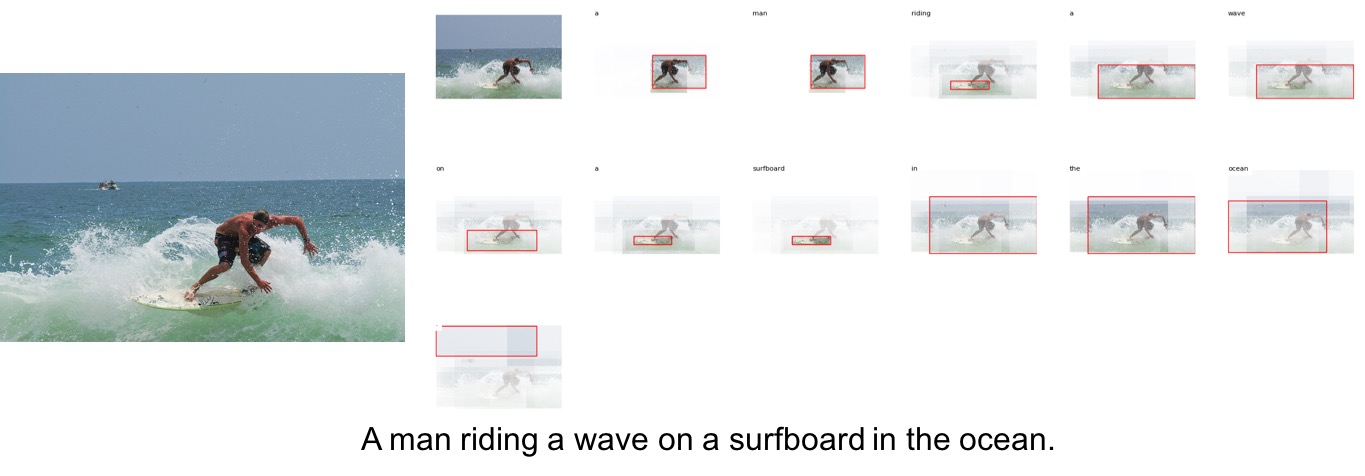 a man riding a wave
on a surfboard in the ocean
.
A man riding a wave on a surfboard in the ocean.